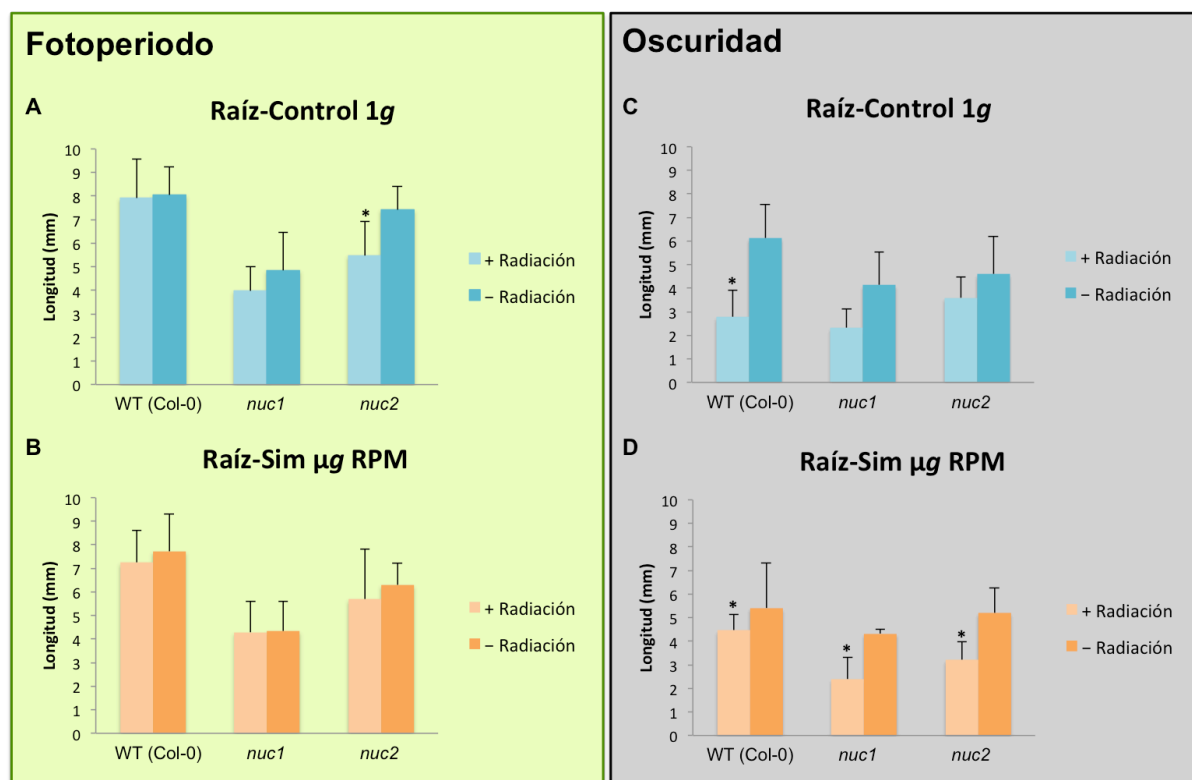 Fotoperiodo
A
Raíz-Control 1g
Longitud (mm)
10
9
8
7
6
5
4
3
2
1
0
*
WT (Col-0)
nuc1
nuc2
+ Radiación
− Radiación
B
Raíz-Sim µg RPM
Longitud (mm)
10
9
8
7
6
5
4
3
2
1
0
WT (Col-0)
nuc1
nuc2
+ Radiación
− Radiación
Oscuridad
C
Raíz-Control 1g
Longitud (mm)
10
9
8
7
6
5
4
3
2
1
0
*
WT (Col-0)
nuc1
nuc2
+ Radiación
− Radiación
D
Raíz-Sim µg RPM
Longitud (mm)
10
9
8
7
6
5
4
3
2
1
0
*
*
*
WT (Col-0)
nuc1
nuc2
+ Radiación
− Radiación